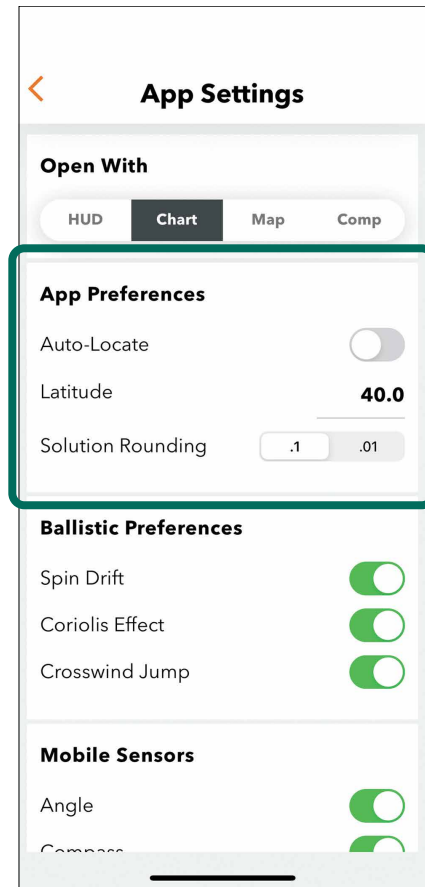 App Settings
Open With
HUD Chart Map Comp
App Preferences
Auto-Locate
Latitude 40.0
Solution Rounding .1 .01
Ballistic Preferences
Spin Drift
Coriolis Effect
Crosswind Jump
Mobile Sensors
Angle
Compass